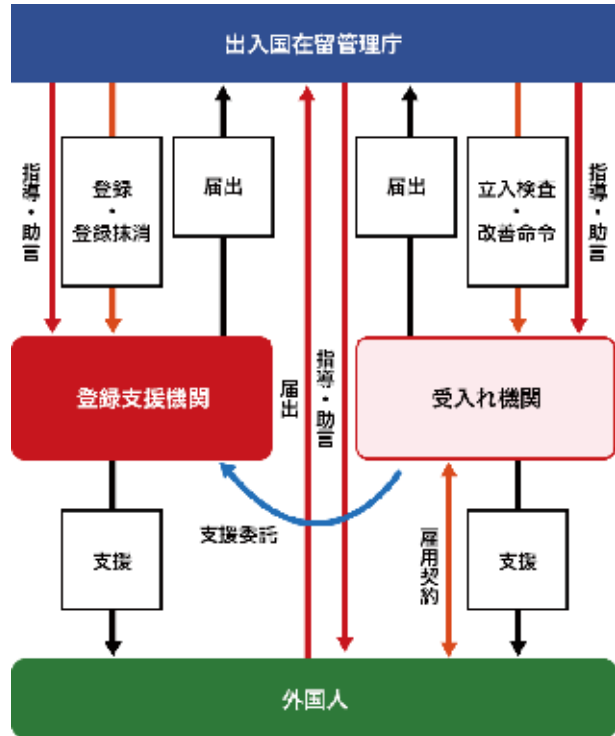 出入国在留管理庁
指導・助言
登録
・
登録抹消
届出
届出
指導・助言
届出
立入検査
・
改善命令
指導・助言
登録支援機関
受入れ機関
支援委託
支援
雇用契約
支援
外国人